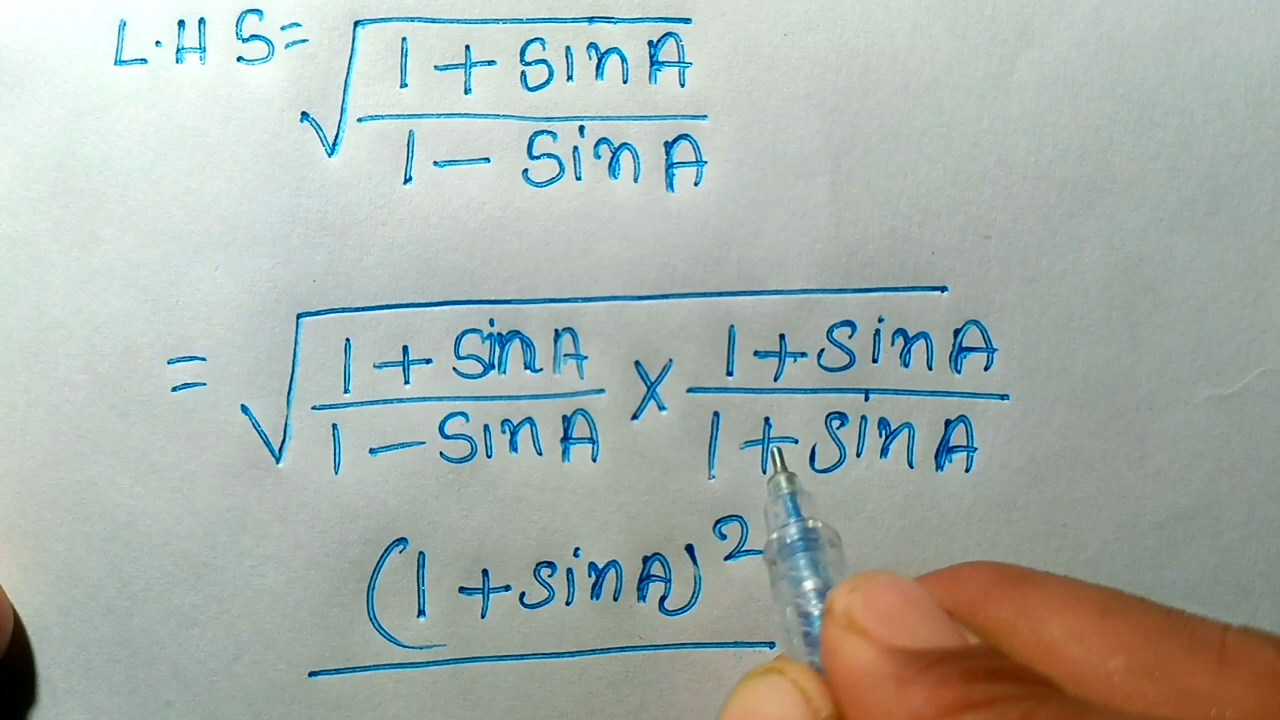 L.H S= √((1 + SinA)/(1 - SinA))
= √((1 + SinA)/(1 - SinA) × (1 + SinA)/(1 + SinA))
(1 + SinA)²